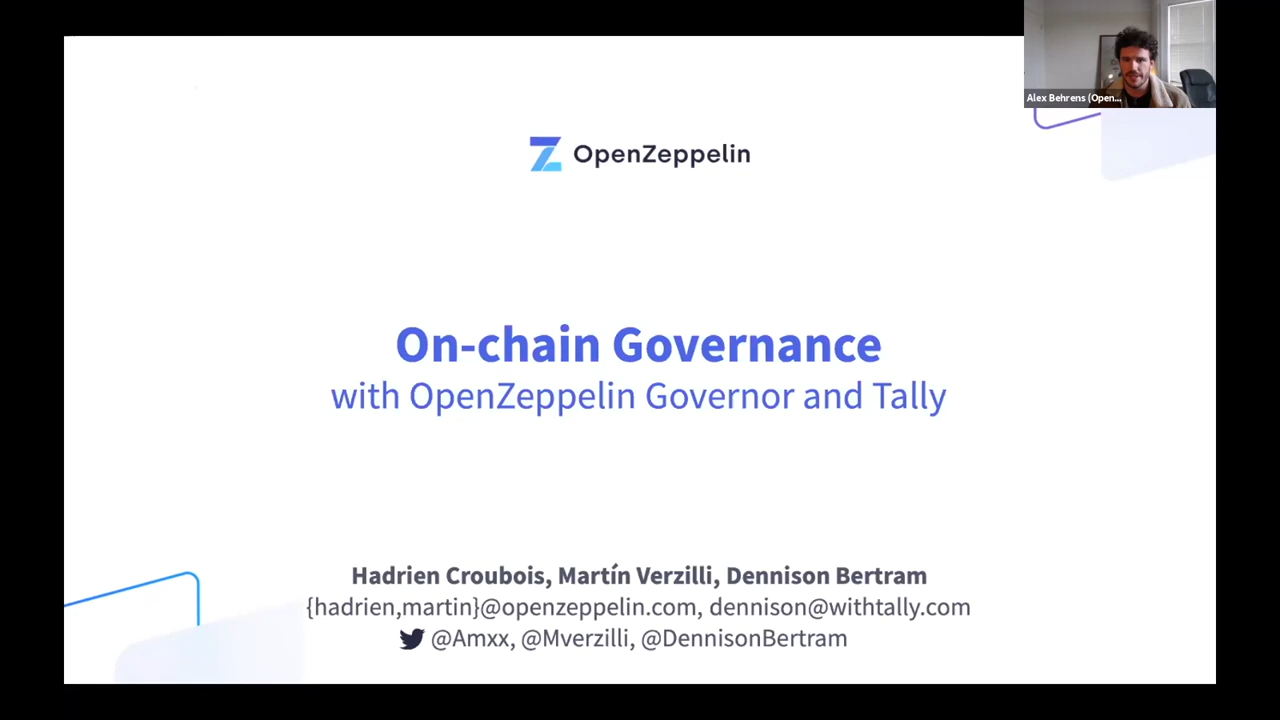 Alex Behrens (Open...
OpenZeppelin
On-chain Governance
with OpenZeppelin Governor and Tally
Hadrien Croubois, Martín Verzilli, Dennison Bertram
{hadrien,martin}@openzeppelin.com, dennison@withtally.com
@Amxx, @Mverzilli, @DennisonBertram